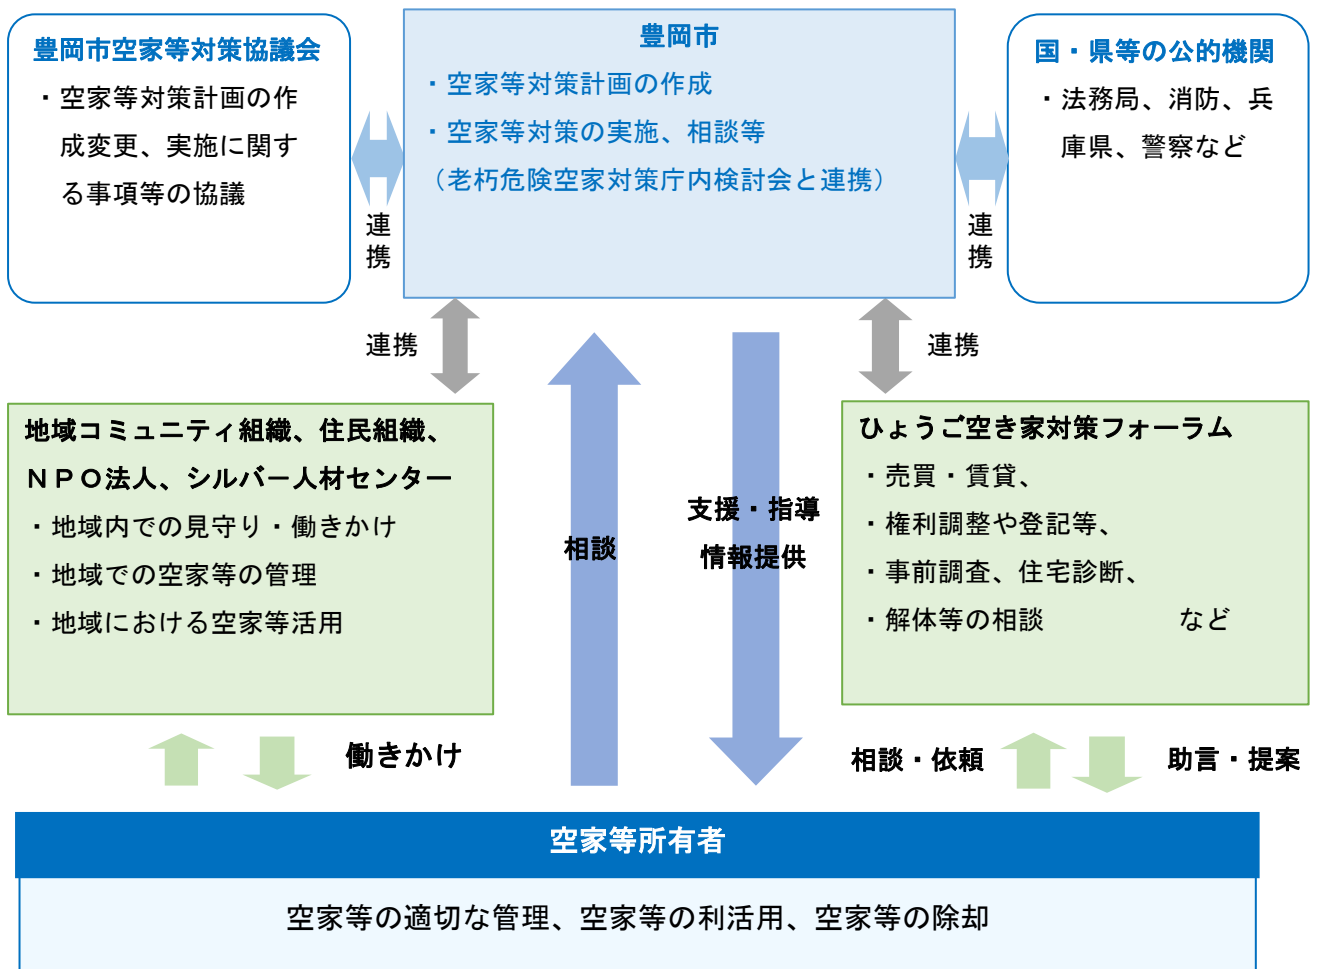 豊岡市空家等対策協議会
・空家等対策計画の作
成変更、実施に関す
る事項等の協議
連
携
豊岡市
・空家等対策計画の作成
・空家等対策の実施、相談等
（老朽危険空家対策庁内検討会と連携）
連
携
国・県等の公的機関
・法務局、消防、兵
庫県、警察など
連携
連携
地域コミュニティ組織、住民組織、
ＮＰＯ法人、シルバー人材センター
・地域内での見守り・働きかけ
・地域での空家等の管理
・地域における空家等活用
相談
支援・指導
情報提供
ひょうご空き家対策フォーラム
・売買・賃貸、
・権利調整や登記等、
・事前調査、住宅診断、
・解体等の相談　　　　　など
働きかけ
相談・依頼
助言・提案
空家等所有者
空家等の適切な管理、空家等の利活用、空家等の除却